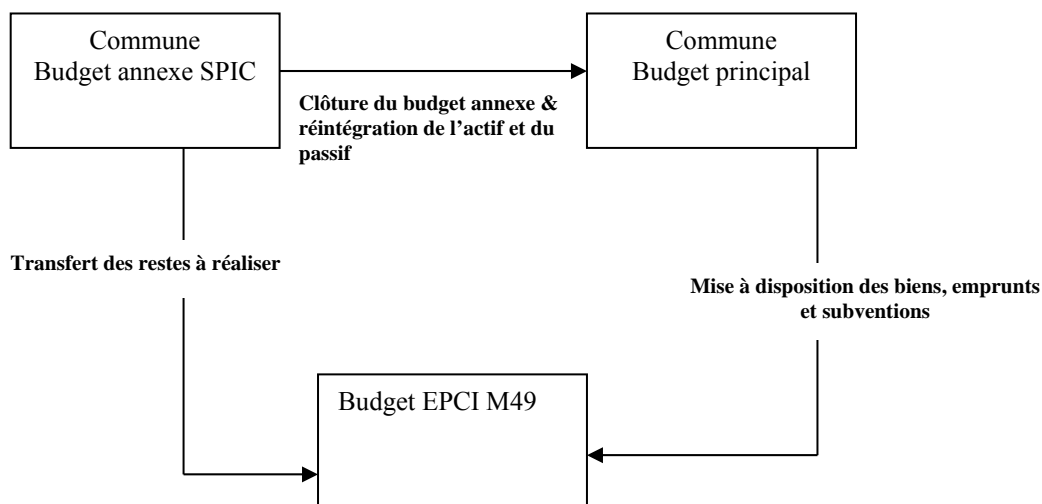 Commune
Budget annexe SPIC
Commune
Budget principal
Clôture du budget annexe &
réintégration de l’actif et du
passif
Transfert des restes à réaliser
Mise à disposition des biens, emprunts
et subventions
Budget EPCI M49